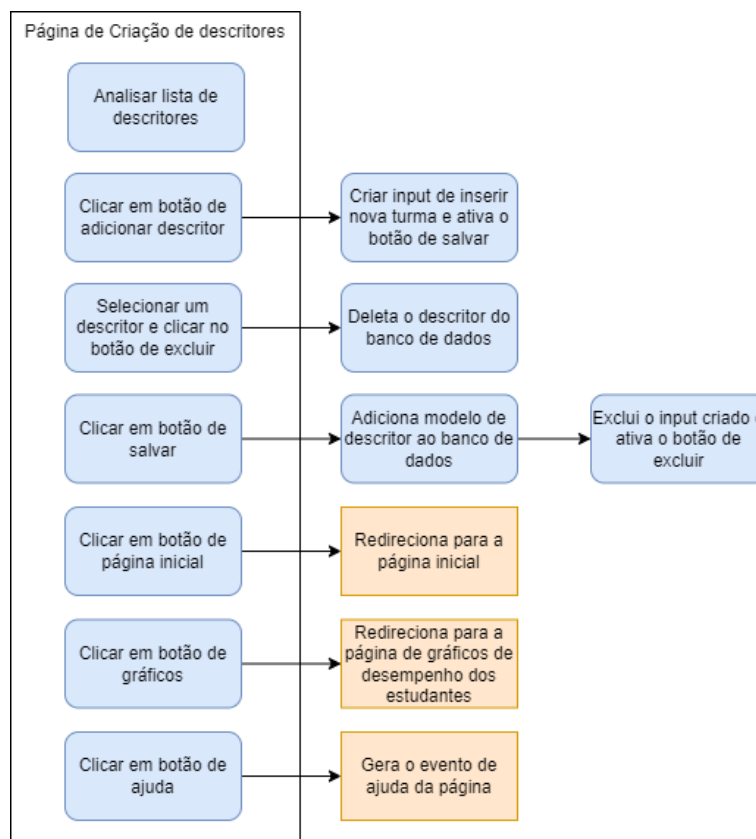 Página de Criação de descritores
Analisar lista de
descritores
Clicar em botão de
adicionar descritor
Criar input de inserir
nova turma e ativa o
botão de salvar
Selecionar um
descritor e clicar no
botão de excluir
Deleta o descritor do
banco de dados
Clicar em botão de
salvar
Adiciona modelo de
descritor ao banco de
dados
Exclui o input criado
ativa o botão de
excluir
Clicar em botão de
página inicial
Redireciona para a
página inicial
Clicar em botão de
gráficos
Redireciona para a
página de gráficos de
desempenho dos
estudantes
Clicar em botão de
ajuda
Gera o evento de
ajuda da página